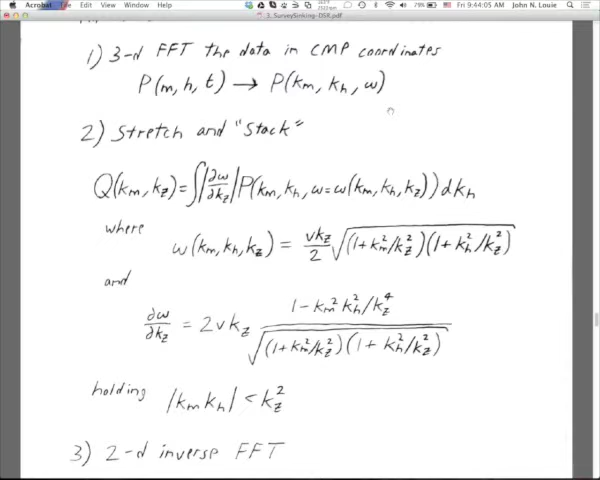 Acrobat File Edit View Window Help 79% Fri 9:44:05 AM John N. Louie
3. SurveySinking-DSR.pdf
1) 3-d FFT the data in CMP coordinates
P(m, h, t) → P(km, kh, ω)
2) Stretch and "Stack"
Q(km, kz) = ∫|∂ω/∂kz| P(km, kh, ω = ω(km, kh, kz)) dkh
where
ω(km, kh, kz) = vkz/2 √((1+km²/kz²)(1+kh²/kz²))
and
∂ω/∂kz = 2vkz (1 - km² kh²/kz⁴)/√((1+km²/kz²)(1+kh²/kz²))
holding |km kh| < kz²
3) 2-d inverse FFT